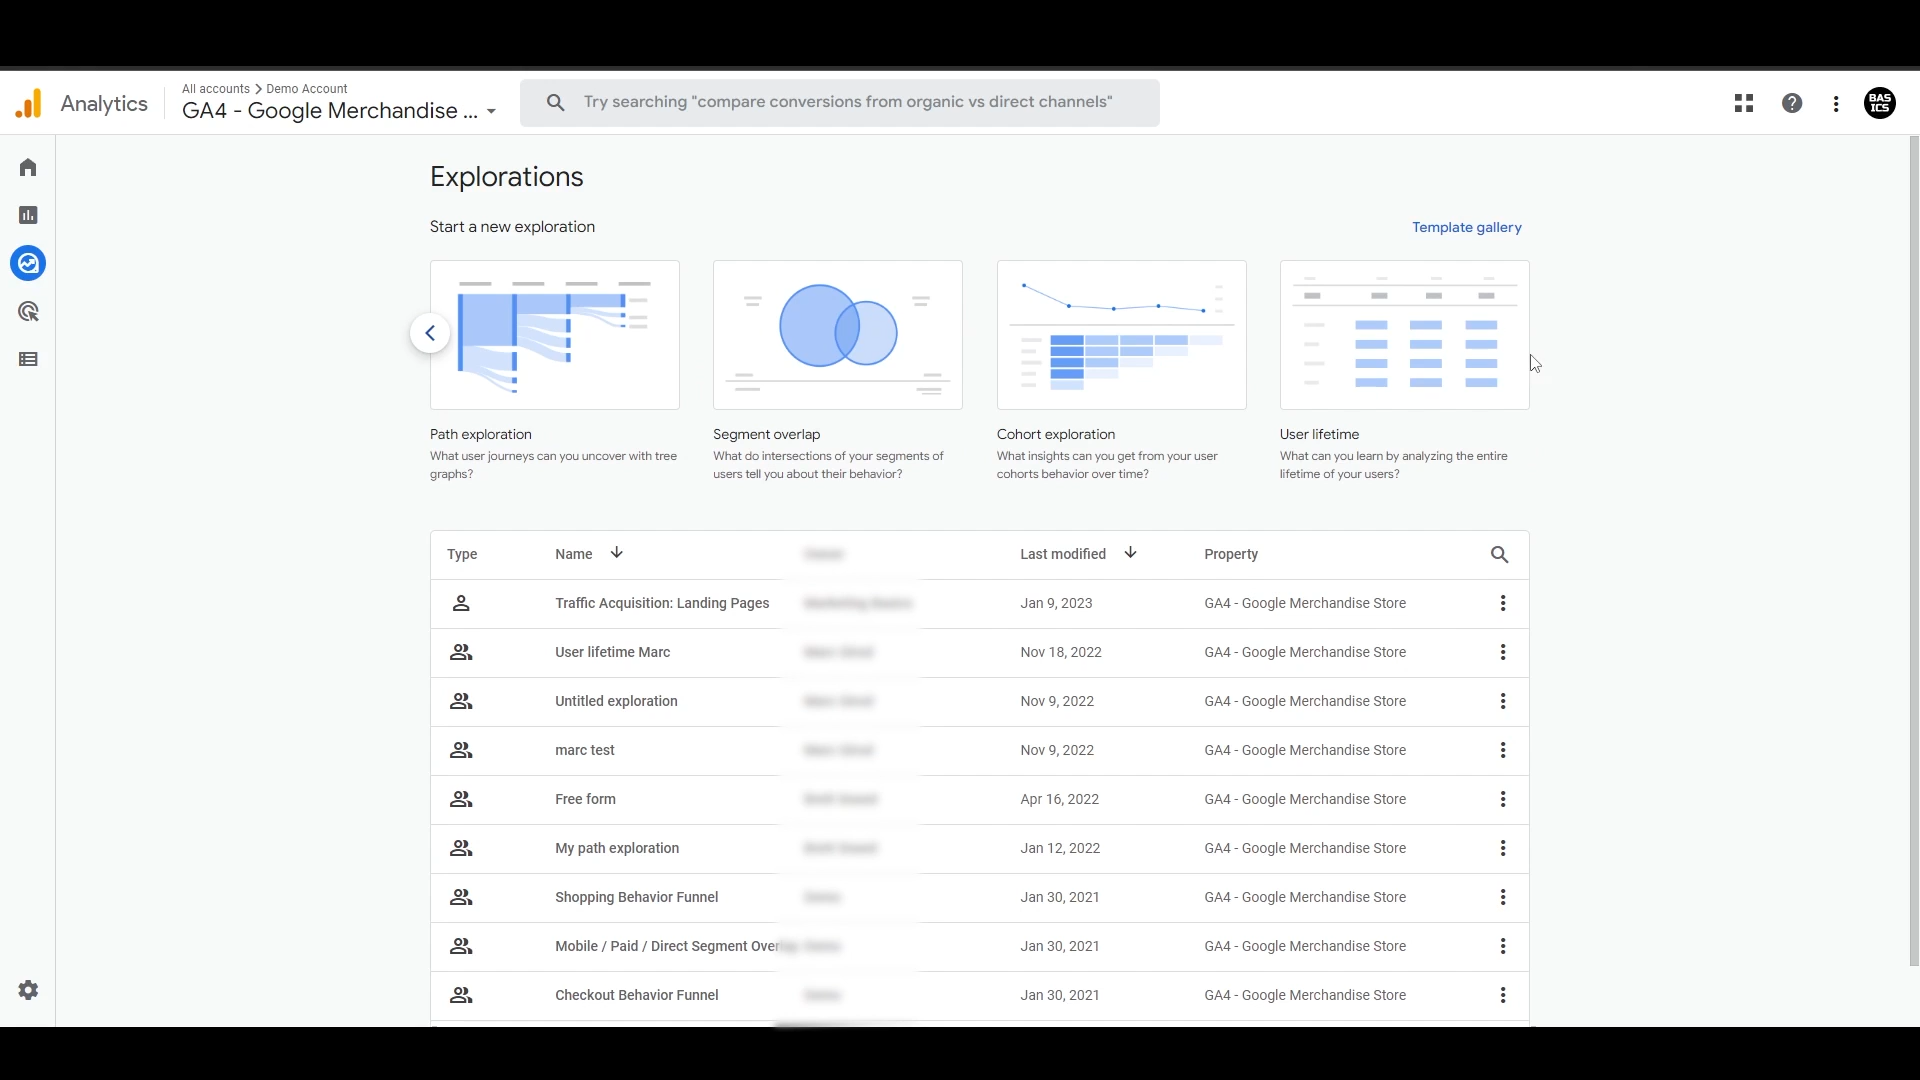 Analytics
All accounts > Demo Account
GA4 - Google Merchandise ...
Try searching "compare conversions from organic vs direct channels"
BAS
ICS
Explorations
Start a new exploration
Template gallery
Path exploration
What user journeys can you uncover with tree
graphs?
Segment overlap
What do intersections of your segments of
users tell you about their behavior?
Cohort exploration
What insights can you get from your user
cohorts behavior over time?
User lifetime
What can you learn by analyzing the entire
lifetime of your users?
Type Name Last modified Property
Traffic Acquisition: Landing Pages Jan 9, 2023 GA4 - Google Merchandise Store
User lifetime Marc Nov 18, 2022 GA4 - Google Merchandise Store
Untitled exploration Nov 9, 2022 GA4 - Google Merchandise Store
marc test Nov 9, 2022 GA4 - Google Merchandise Store
Free form Apr 16, 2022 GA4 - Google Merchandise Store
My path exploration Jan 12, 2022 GA4 - Google Merchandise Store
Shopping Behavior Funnel Jan 30, 2021 GA4 - Google Merchandise Store
Mobile / Paid / Direct Segment Jan 30, 2021 GA4 - Google Merchandise Store
Checkout Behavior Funnel Jan 30, 2021 GA4 - Google Merchandise Store